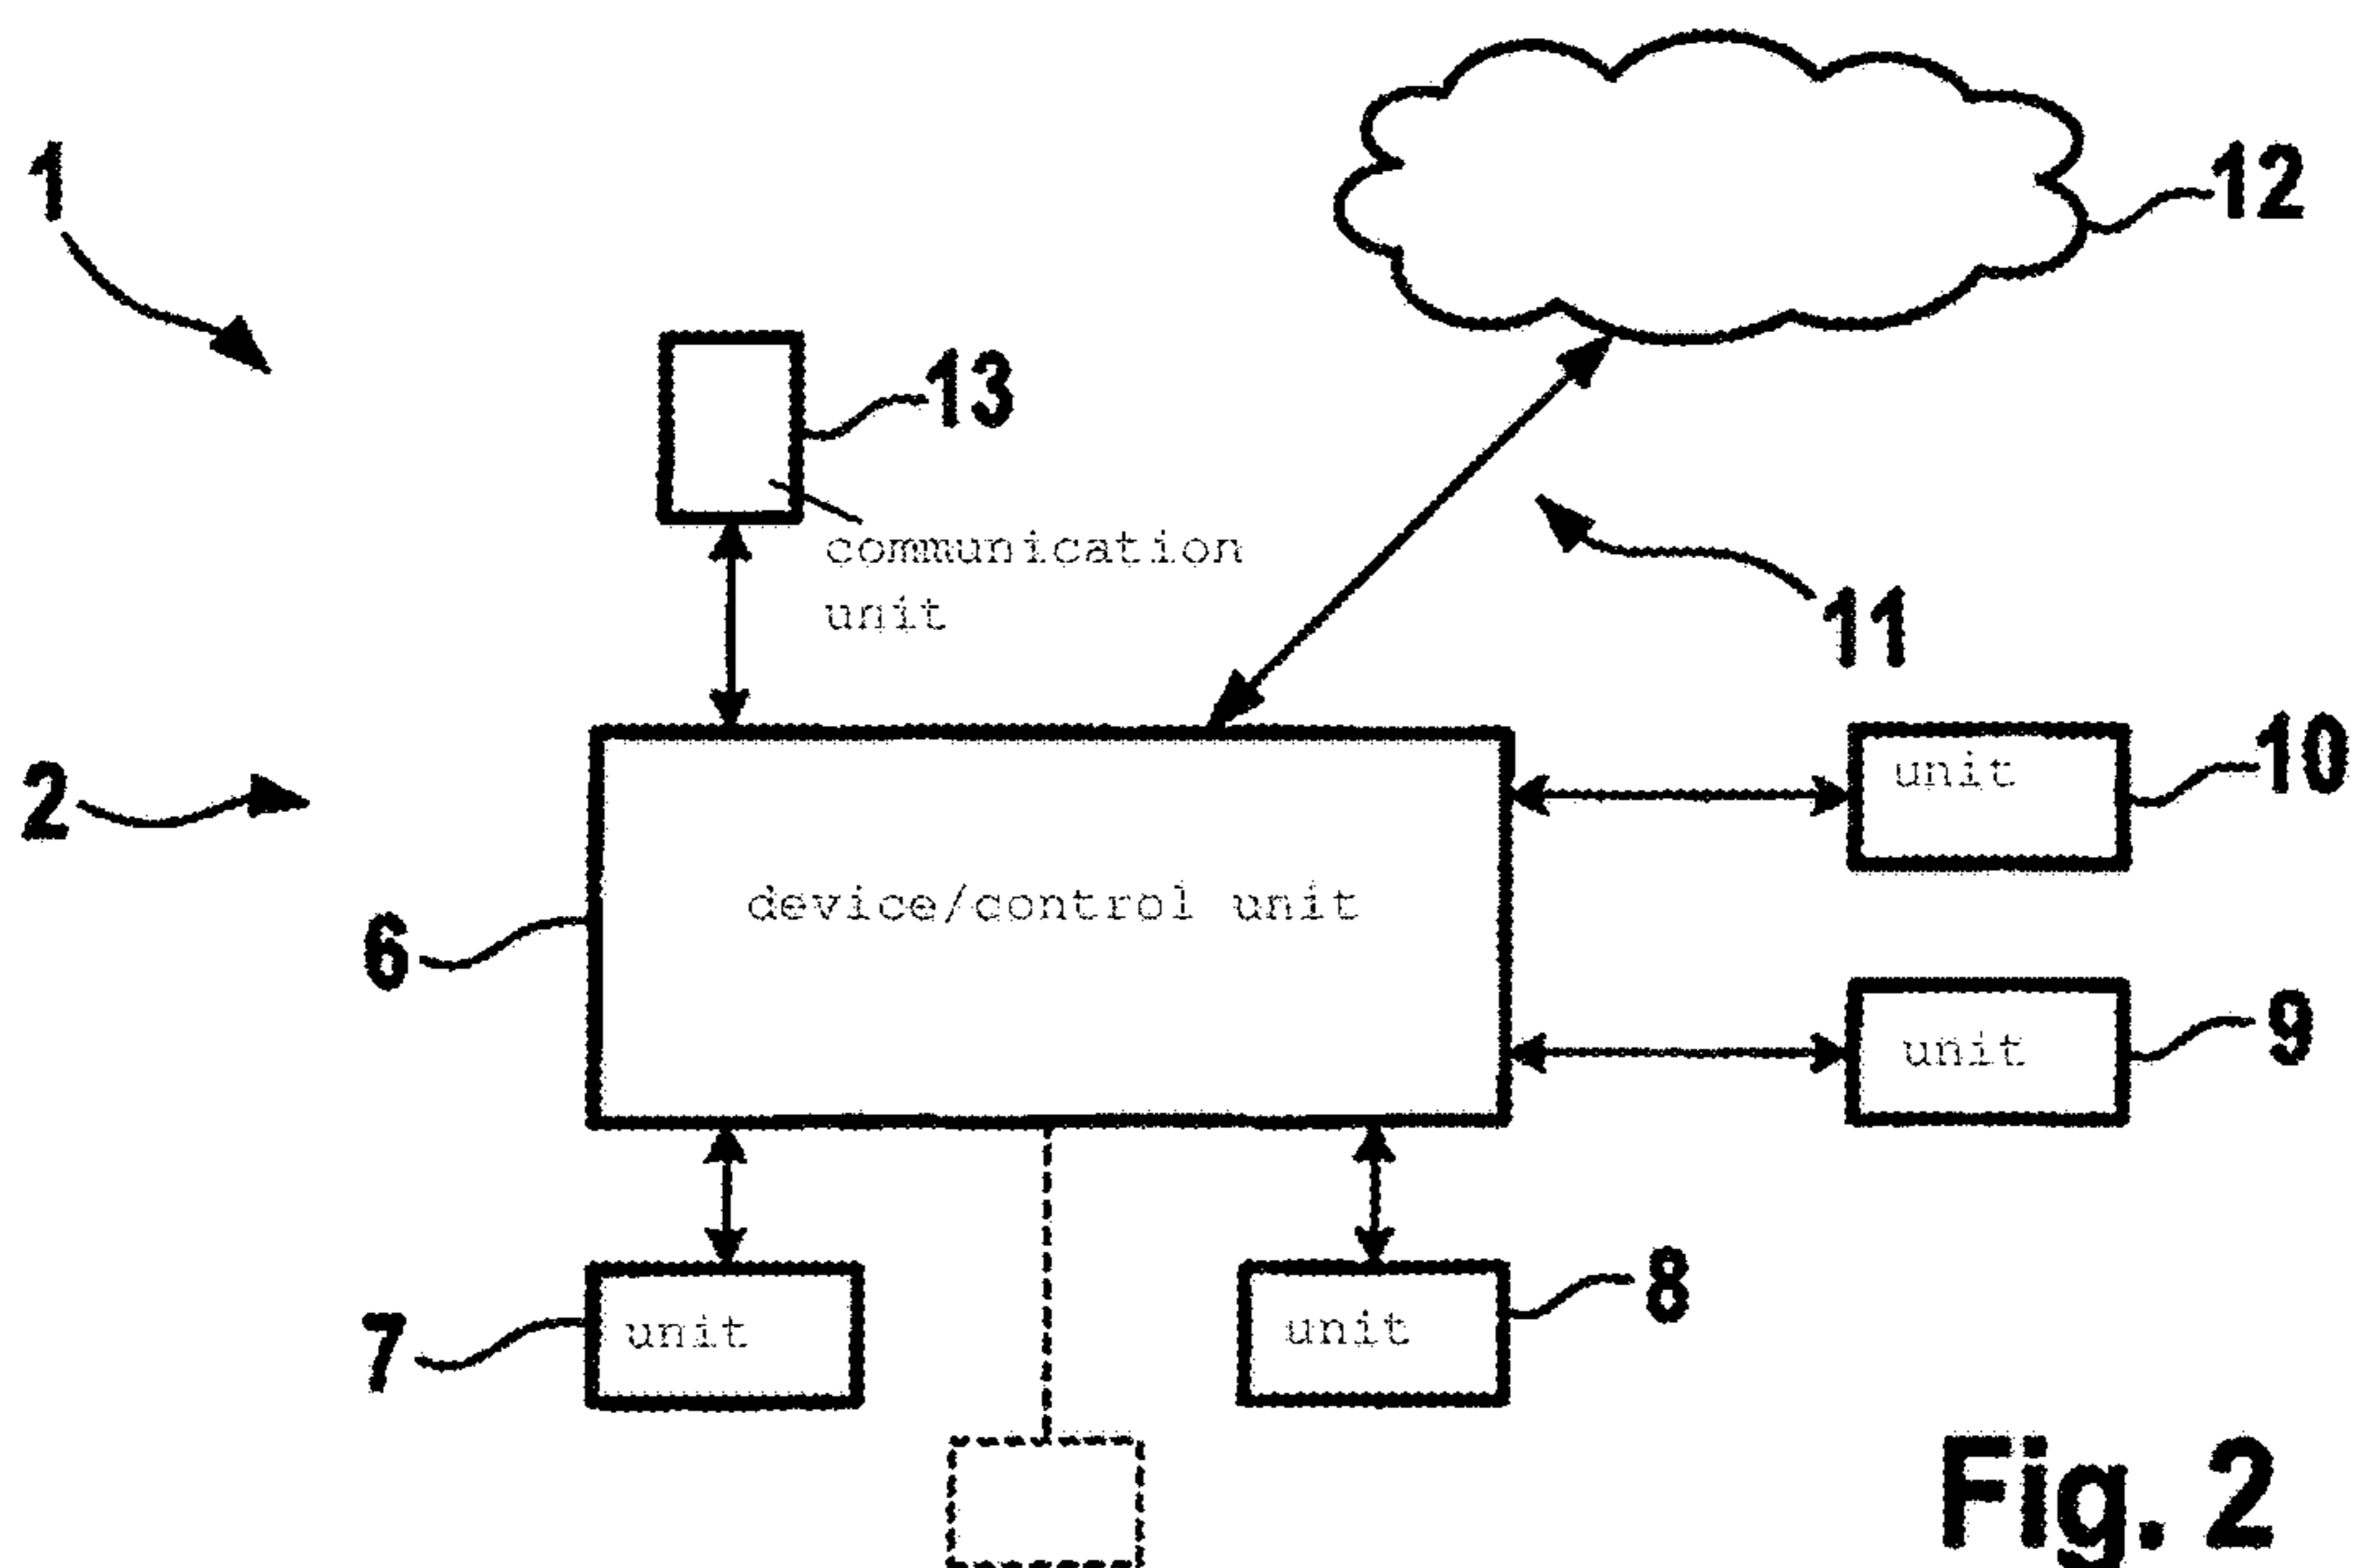 1
12
13
communication
unit
11
2
unit
10
device/control unit
6
unit
9
7
unit
unit
8
Fig. 2